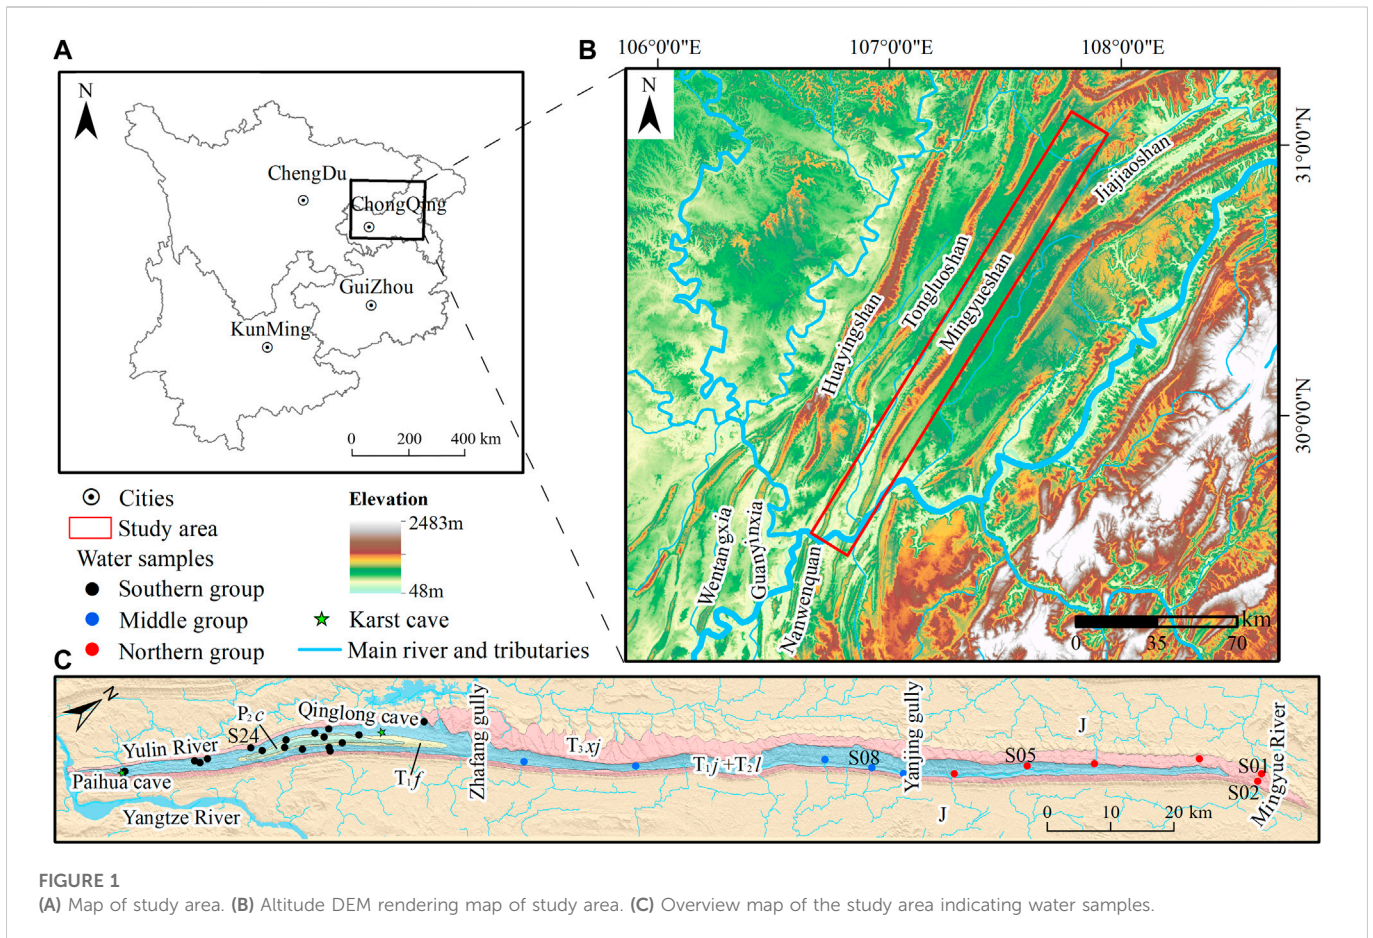 A
N
ChengDu
ChongQing
GuiZhou
KunMing
0 200 400 km
B
106°0'0"E 107°0'0"E 108°0'0"E
N
31°0'0"N
30°0'0"N
Jiajiaoshan
Tongluoshan
Mingyueshan
Huayingshan
Wentangxia
Guanyinxia
Nanwenquan
km
0 35 70
Cities
Study area
Water samples
Southern group
Middle group
Northern group
Elevation
2483m
48m
Karst cave
Main river and tributaries
C
N
P₂c
S24
Qinglong cave
Yulin River
Paihua cave
Yangtze River
T₁f
Zhafang gully
T₃xj
T₁j+T₂l
S08
Yanjing gully
J
S05
J
S01
S02
Mingyue River
0 10 20 km
FIGURE 1
(A) Map of study area. (B) Altitude DEM rendering map of study area. (C) Overview map of the study area indicating water samples.